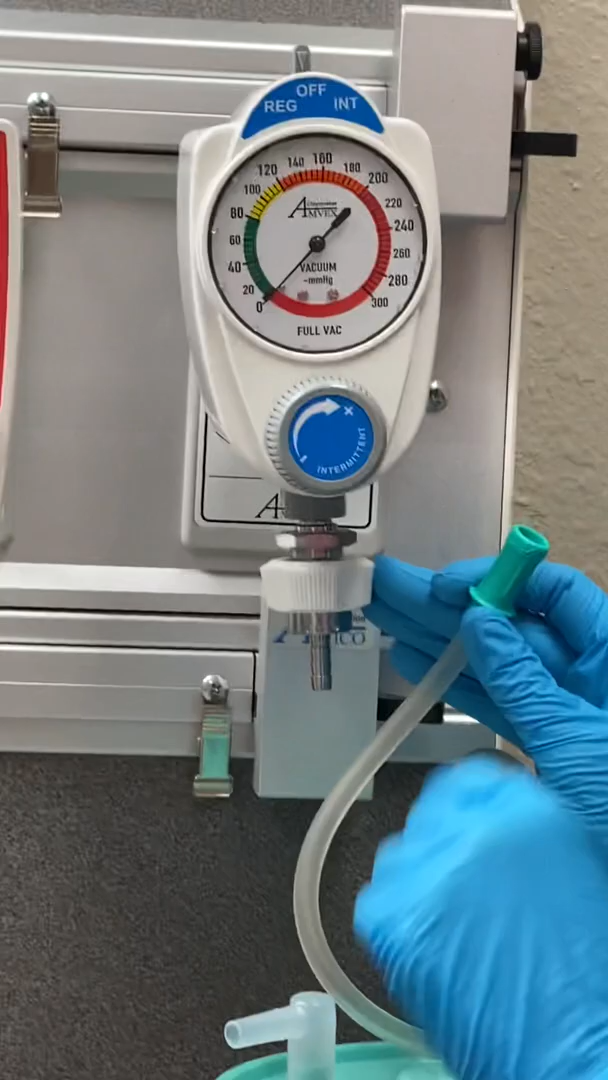 OFF
REG INT
0 20 40 60 80 100 120 140 160 180 200 220 240 260 280 300
AMVEX
VACUUM
-mmHg
FULL VAC
INTERMITTENT